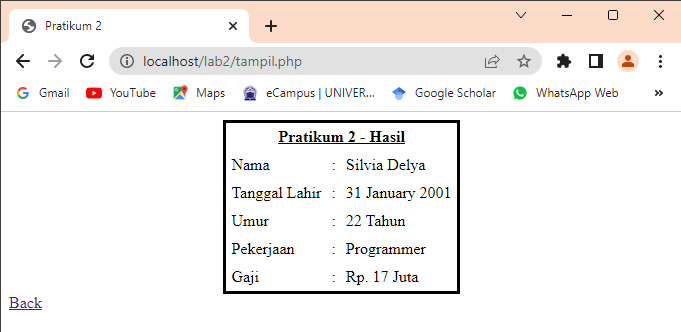 Pratikum 2
localhost/lab2/tampil.php
Gmail YouTube Maps eCampus | UNIVER... Google Scholar WhatsApp Web »
Pratikum 2 - Hasil
Nama : Silvia Delya
Tanggal Lahir : 31 January 2001
Umur : 22 Tahun
Pekerjaan : Programmer
Gaji : Rp. 17 Juta
Back